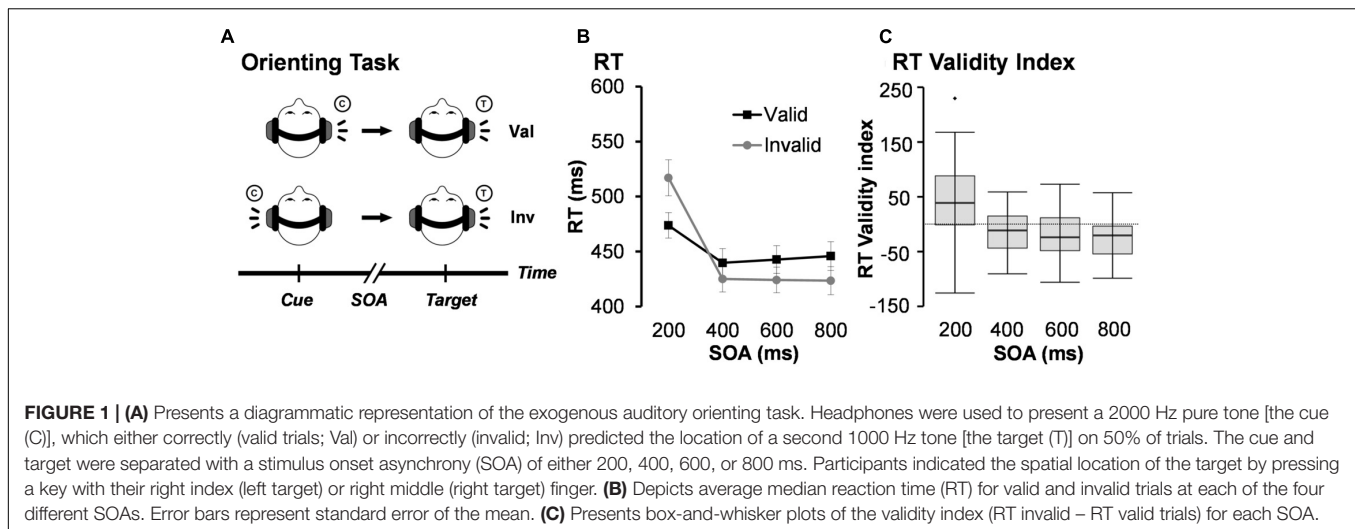 A
Orienting Task
C
T
Val
C
T
Inv
Time
Cue SOA Target
B
RT
600
550
500
450
400
RT (ms)
Valid
Invalid
200 400 600 800
SOA (ms)
C
RT Validity Index
250
150
50
-50
-150
RT Validity index
200 400 600 800
SOA (ms)
FIGURE 1 | (A) Presents a diagrammatic representation of the exogenous auditory orienting task. Headphones were used to present a 2000 Hz pure tone [the cue
(C)], which either correctly (valid trials; Val) or incorrectly (invalid; Inv) predicted the location of a second 1000 Hz tone [the target (T)] on 50% of trials. The cue and
target were separated with a stimulus onset asynchrony (SOA) of either 200, 400, 600, or 800 ms. Participants indicated the spatial location of the target by pressing
a key with their right index (left target) or right middle (right target) finger. (B) Depicts average median reaction time (RT) for valid and invalid trials at each of the four
different SOAs. Error bars represent standard error of the mean. (C) Presents box-and-whisker plots of the validity index (RT invalid – RT valid trials) for each SOA.